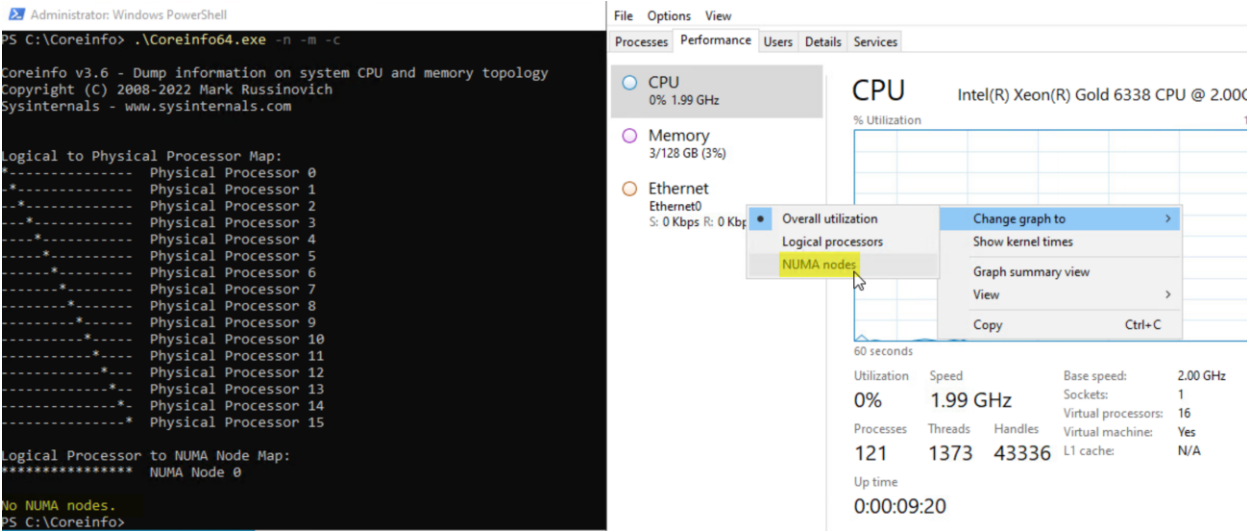 Administrator: Windows PowerShell
PS C:\Coreinfo> .\Coreinfo64.exe -n -m -c
Coreinfo v3.6 - Dump information on system CPU and memory topology
Copyright (C) 2008-2022 Mark Russinovich
Sysinternals - www.sysinternals.com
Logical to Physical Processor Map:
*---------------  Physical Processor 0
-*--------------  Physical Processor 1
--*-------------  Physical Processor 2
---*------------  Physical Processor 3
----*-----------  Physical Processor 4
-----*----------  Physical Processor 5
------*---------  Physical Processor 6
-------*--------  Physical Processor 7
--------*-------  Physical Processor 8
---------*------  Physical Processor 9
----------*-----  Physical Processor 10
-----------*----  Physical Processor 11
------------*---  Physical Processor 12
-------------*--  Physical Processor 13
--------------*-  Physical Processor 14
---------------*  Physical Processor 15
Logical Processor to NUMA Node Map:
****************  NUMA Node 0
No NUMA nodes.
PS C:\Coreinfo>
File Options View
Processes Performance Users Details Services
CPU
0% 1.99 GHz
Memory
3/128 GB (3%)
Ethernet
Ethernet0
S: 0 Kbps R: 0 Kbp
CPU Intel(R) Xeon(R) Gold 6338 CPU @ 2.00
% Utilization
Overall utilization
Logical processors
NUMA nodes
Change graph to
Show kernel times
Graph summary view
View
Copy Ctrl+C
60 seconds
Utilization Speed
0% 1.99 GHz
Processes Threads Handles
121 1373 43336
Up time
0:00:09:20
Base speed: 2.00 GHz
Sockets: 1
Virtual processors: 16
Virtual machine: Yes
L1 cache: N/A